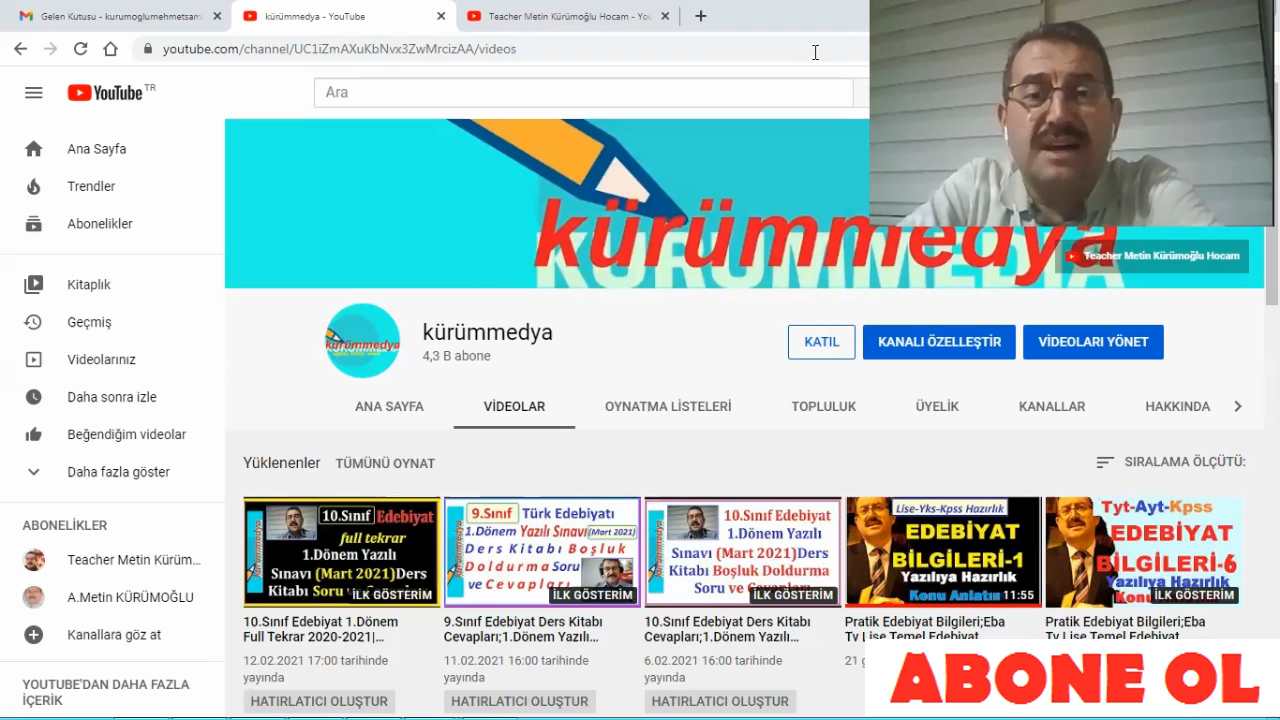 Gelen Kutusu - kurumoglumehmetsam
kürümmedya - YouTube
Teacher Metin Kürümoğlu Hocam - You
youtube.com/channel/UC1iZmAXuKbNvx3ZwMrcizAA/videos
YouTube TR
Ara
Ana Sayfa
Trendler
Abonelikler
Kitaplık
Geçmiş
Videolarınız
Daha sonra izle
Beğendiğim videolar
Daha fazla göster
ABONELİKLER
Teacher Metin Kürüm...
A.Metin KÜRÜMOĞLU
Kanallara göz at
YOUTUBE'DAN DAHA FAZLA
İÇERİK
kürümmedya
KÜRÜMMEDİA
Teacher Metin Kürümoğlu Hocam
kürümmedya
kürümmedya
4,3 B abone
KATIL
KANALI ÖZELLEŞTİR
VİDEOLARI YÖNET
ANA SAYFA
VİDEOLAR
OYNATMA LİSTELERİ
TOPLULUK
ÜYELİK
KANALLAR
HAKKINDA
Yüklenenler
TÜMÜNÜ OYNAT
SIRALAMA ÖLÇÜTÜ:
10.Sınıf Edebiyat
full tekrar
1.Dönem Yazılı
Sınavı (Mart 2021)Ders
Kitabı Soru ve
İLK GÖSTERİM
10.Sınıf Edebiyat 1.Dönem
Full Tekrar 2020-2021|...
12.02.2021 17:00 tarihinde
yayında
HATIRLATICI OLUŞTUR
9.Sınıf Türk Edebiyatı
1.Dönem Yazılı Sınavı (Mart 2021)
Ders Kitabı Boşluk
Doldurma Soru
ve Cevapları
İLK GÖSTERİM
9.Sınıf Edebiyat Ders Kitabı
Cevapları;1.Dönem Yazılı...
11.02.2021 16:00 tarihinde
yayında
HATIRLATICI OLUŞTUR
10.Sınıf Edebiyat
1.Dönem Yazılı
Sınavı (Mart 2021)Ders
Kitabı Boşluk Doldurma
Soru ve Cevapları
İLK GÖSTERİM
10.Sınıf Edebiyat Ders Kitabı
Cevapları;1.Dönem Yazılı...
6.02.2021 16:00 tarihinde
yayında
HATIRLATICI OLUŞTUR
Lise-Yks-Kpss Hazırlık
EDEBİYAT
BİLGİLERİ-1
Yazılıya Hazırlık
Konu Anlatım
11:55
Pratik Edebiyat Bilgileri;Eba
Tv Lise Temel Edebiyat
21 g
Tyt-Ayt-Kpss
EDEBİYAT
BİLGİLERİ-6
Yazılıya Hazırlık
Konu
İLK GÖSTERİM
Pratik Edebiyat Bilgileri;Eba
Tv Lise Temel Edebiyat
ABONE OL